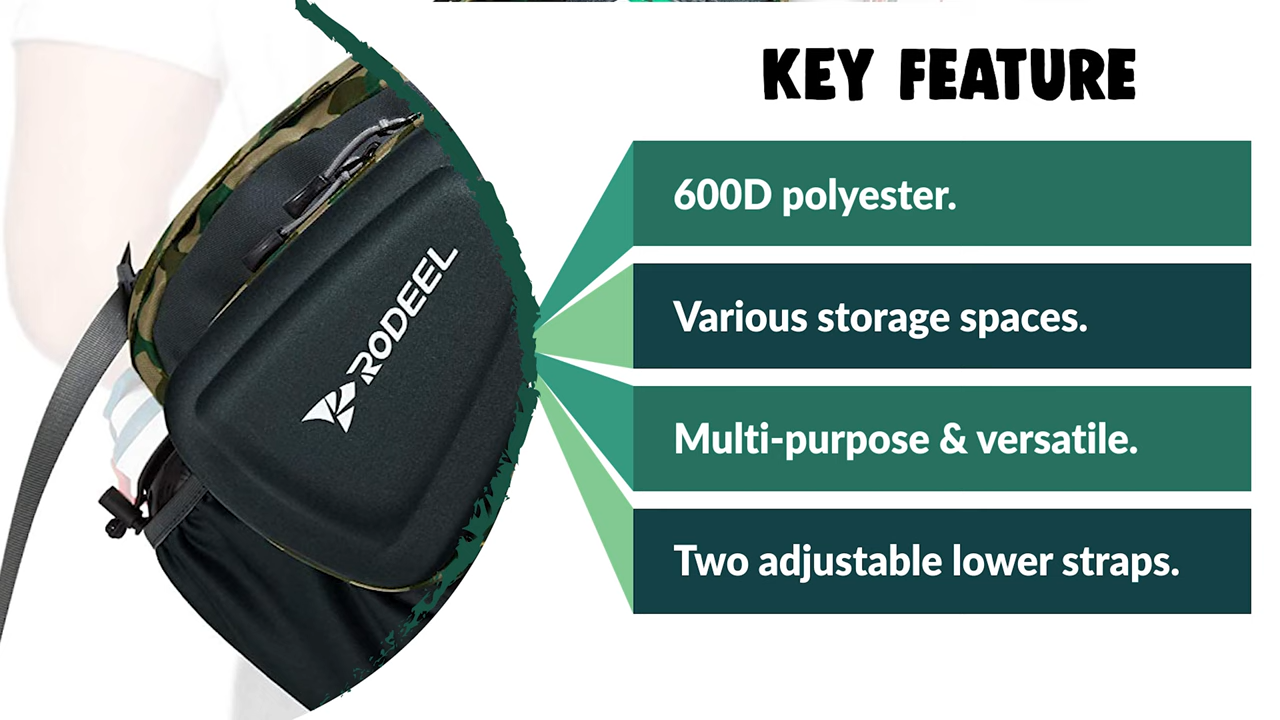 KEY FEATURE
600D polyester.
Various storage spaces.
Multi-purpose & versatile.
Two adjustable lower straps.
RODEEL